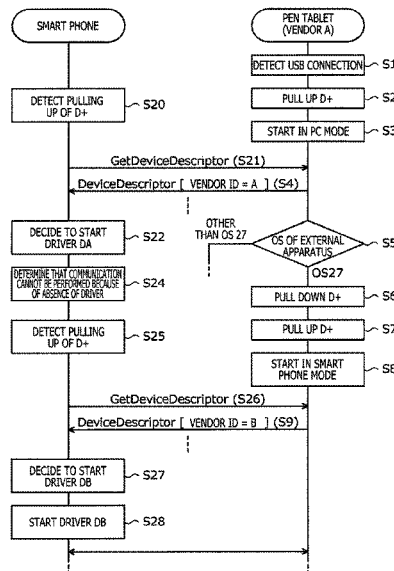 SMART PHONE
PEN TABLET
(VENDOR A)
DETECT USB CONNECTION
S1
DETECT PULLING
UP OF D+
S20
PULL UP D+
S2
START IN PC MODE
S3
GetDeviceDescriptor (S21)
DeviceDescriptor [ VENDOR ID = A ] (S4)
DECIDE TO START
DRIVER DA
S22
OTHER
THAN OS 27
OS OF EXTERNAL
APPARATUS
S5
OS27
DETERMINE THAT COMMUNICATION
CANNOT BE PERFORMED BECAUSE
OF ABSENCE OF DRIVER
S24
PULL DOWN D+
S6
DETECT PULLING
UP OF D+
S25
PULL UP D+
S7
START IN SMART
PHONE MODE
S8
GetDeviceDescriptor (S26)
DeviceDescriptor [ VENDOR ID = B ] (S9)
DECIDE TO START
DRIVER DB
S27
START DRIVER DB
S28